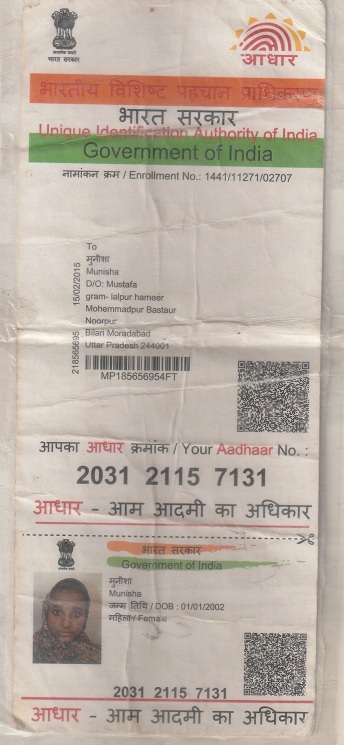 भारत सरकार
आधार
भारतीय विशिष्ट पहचान प्राधिकरण
भारत सरकार
Unique Identification Authority of India
Government of India
नामांकन क्रम / Enrollment No.: 1441/11271/02707
To
मुनीशा
Munisha
D/O: Mustafa
gram- lalpur hameer
Mohemmadpur Bastaur
Noorpur
Bilari Moradabad
Uttar Pradesh 244001
15/02/2015
MP185656954FT
आपका आधार क्रमांक / Your Aadhaar No. :
2031 2115 7131
आधार - आम आदमी का अधिकार
भारत सरकार
Government of India
मुनीशा
Munisha
जन्म तिथि / DOB : 01/01/2002
महिला / Female
2031 2115 7131
आधार - आम आदमी का अधिकार